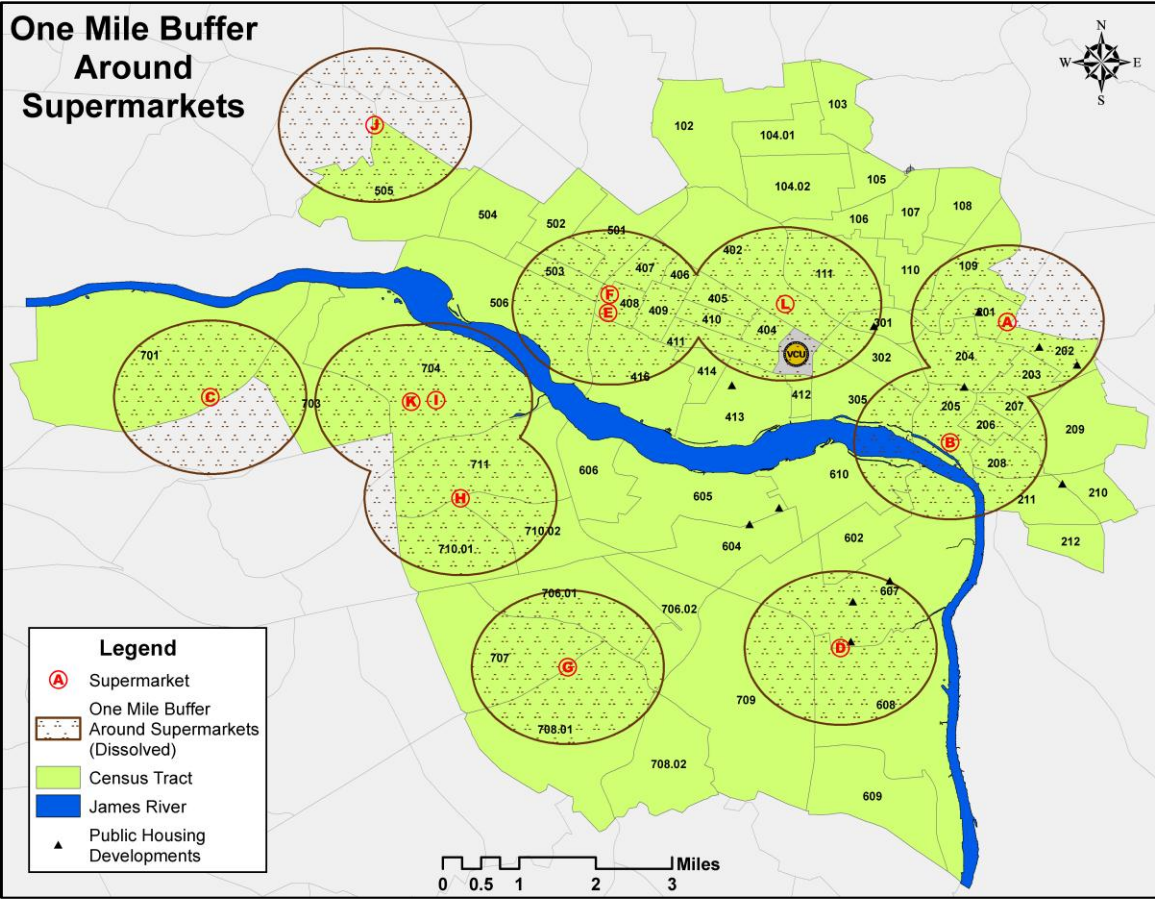 One Mile Buffer
Around
Supermarkets
N
W E
S
J
103
102
104.01
104.02
105
505
504
502
501
106
107
108
402
503
407
406
111
110
109
F
E
408
409
405
410
404
L
201
A
506
411
VCU
301
302
204
203
202
701
704
416
414
412
305
205
207
206
C
703
K
I
413
B
209
711
606
208
610
H
605
211
210
710.02
710.01
604
602
212
706.01
706.02
607
707
G
D
708.01
709
608
708.02
609
Legend
A Supermarket
One Mile Buffer
Around Supermarkets
(Dissolved)
Census Tract
James River
Public Housing
Developments
Miles
0 0.5 1 2 3